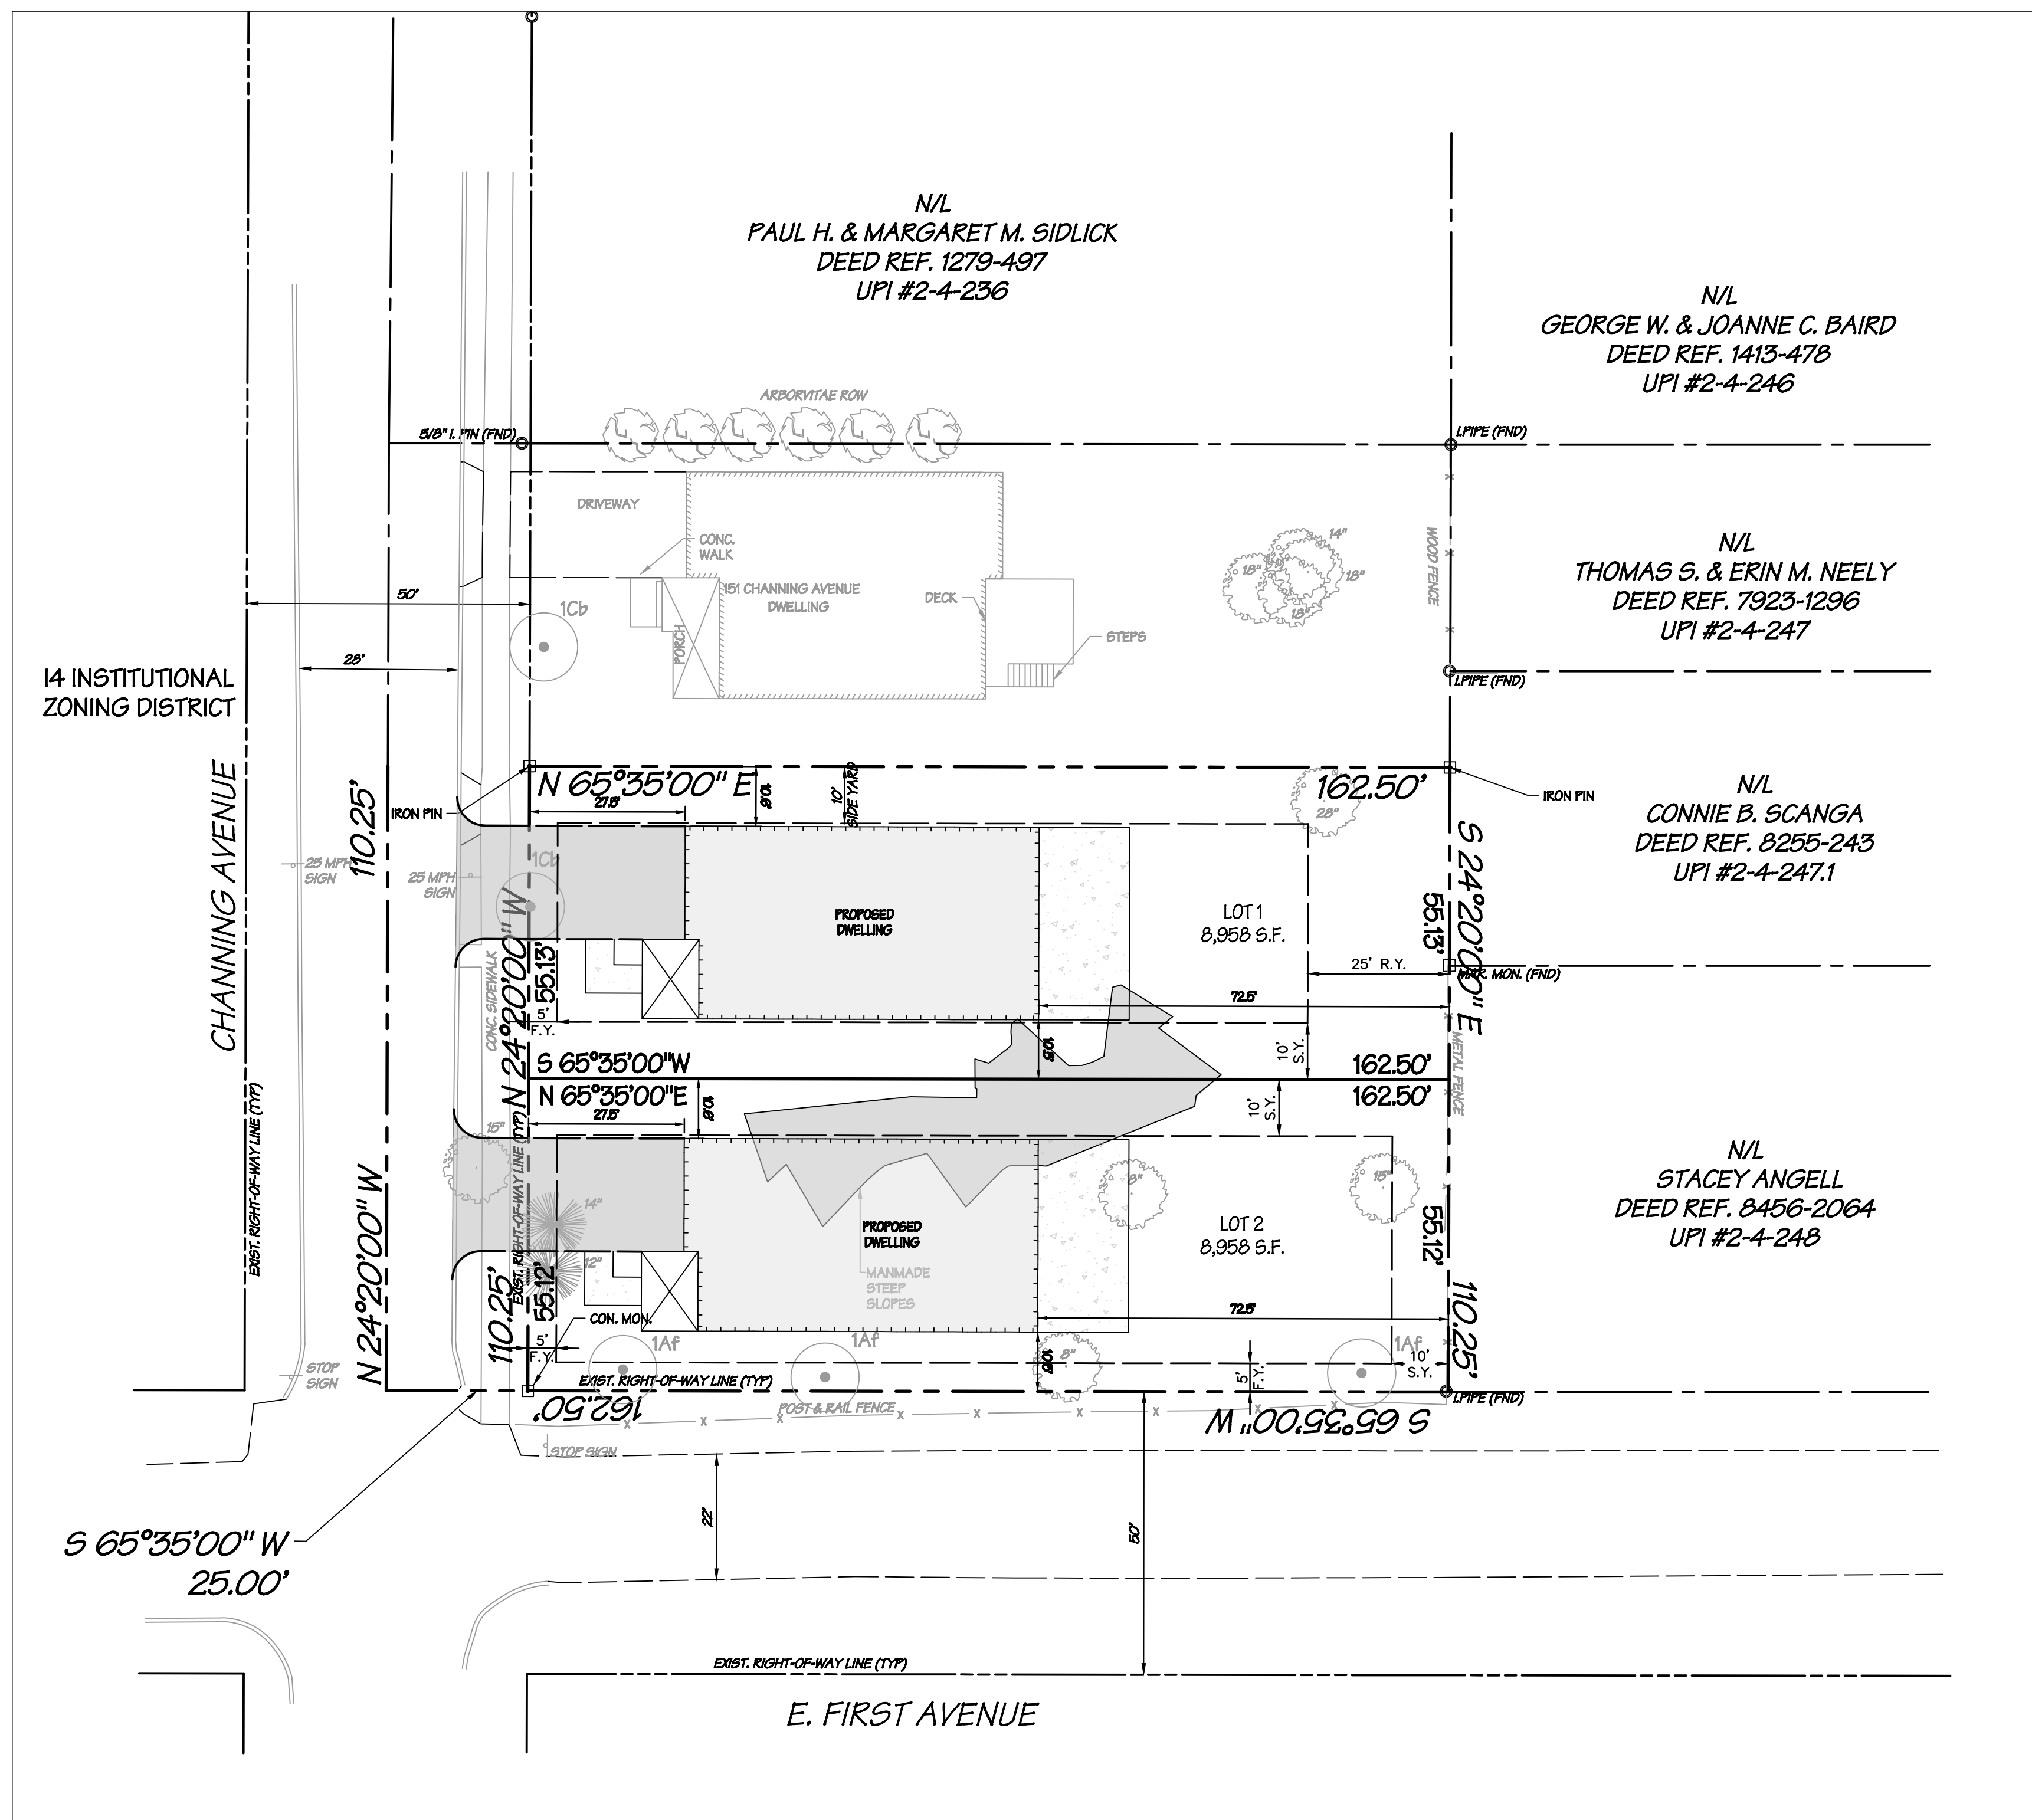 N/L
PAUL H. & MARGARET M. SIDLICK
DEED REF. 1279-497
UPI #2-4-236
N/L
GEORGE W. & JOANNE C. BAIRD
DEED REF. 1413-478
UPI #2-4-246
ARBORVITAE ROW
5/8" I. PIN (FND)
I.PIPE (FND)
DRIVEWAY
CONC.
WALK
151 CHANNING AVENUE
DWELLING
PORCH
DECK
STEPS
14"
18"
18"
18"
WOOD FENCE
N/L
THOMAS S. & ERIN M. NEELY
DEED REF. 7923-1296
UPI #2-4-247
50'
1Cb
28'
14 INSTITUTIONAL
ZONING DISTRICT
I.PIPE (FND)
N 65°35'00" E
162.50'
27.5'
10.6'
10'
SIDE YARD
28"
IRON PIN
IRON PIN
N/L
CONNIE B. SCANGA
DEED REF. 8255-243
UPI #2-4-247.1
CHANNING AVENUE
110.25'
25 MPH
SIGN
25 MPH
SIGN
1Cb
PROPOSED
DWELLING
LOT 1
8,958 S.F.
55.13'
S 24°20'00" E
25' R.Y.
MAR. MON. (FND)
72.5'
CONC. SIDEWALK
N 24°20'00" W
55.13'
5'
F.Y.
10.5'
10'
S.Y.
METAL FENCE
S 65°35'00"W
162.50'
N 65°35'00"E
162.50'
27.5'
10.6'
10'
S.Y.
EXIST. RIGHT-OF-WAY LINE (TYP)
EXIST. RIGHT-OF-WAY LINE (TYP)
15"
14"
12"
8"
15"
N 24°20'00" W
PROPOSED
DWELLING
MANMADE
STEEP
SLOPES
LOT 2
8,958 S.F.
55.12'
N/L
STACEY ANGELL
DEED REF. 8456-2064
UPI #2-4-248
110.25'
55.12'
CON. MON.
72.5'
110.25'
5'
F.Y.
1Af
1Af
8"
10.6'
1Af
10'
S.Y.
5'
F.Y.
STOP
SIGN
EXIST. RIGHT-OF-WAY LINE (TYP)
I.PIPE (FND)
162.50'
POST & RAIL FENCE
S 65°35'00" W
STOP SIGN
22'
50'
S 65°35'00" W
25.00'
EXIST. RIGHT-OF-WAY LINE (TYP)
E. FIRST AVENUE